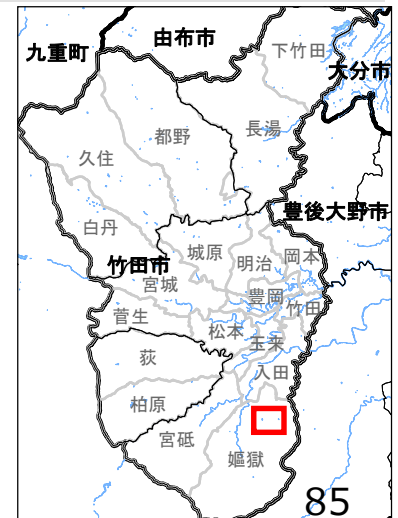 由布市
九重町
下竹田
大分市
都野
長湯
久住
豊後大野市
白丹
城原
岡本
明治
竹田市
宮城
豊岡
竹田
菅生
松本
玉来
荻
入田
柏原
宮砥
嫗獄
85